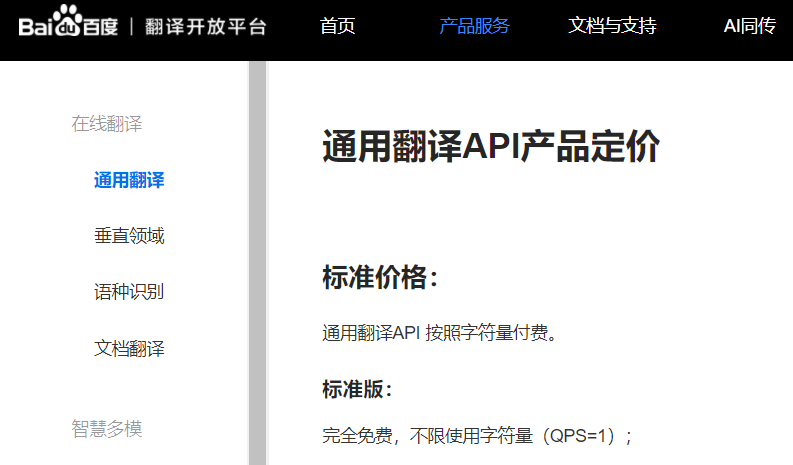 Bai du 百度 | 翻译开放平台 首页 产品服务 文档与支持 AI同传
在线翻译
通用翻译
垂直领域
语种识别
文档翻译
智慧多模
通用翻译API产品定价
标准价格：
通用翻译API 按照字符量付费。
标准版：
完全免费，不限使用字符量（QPS=1）；